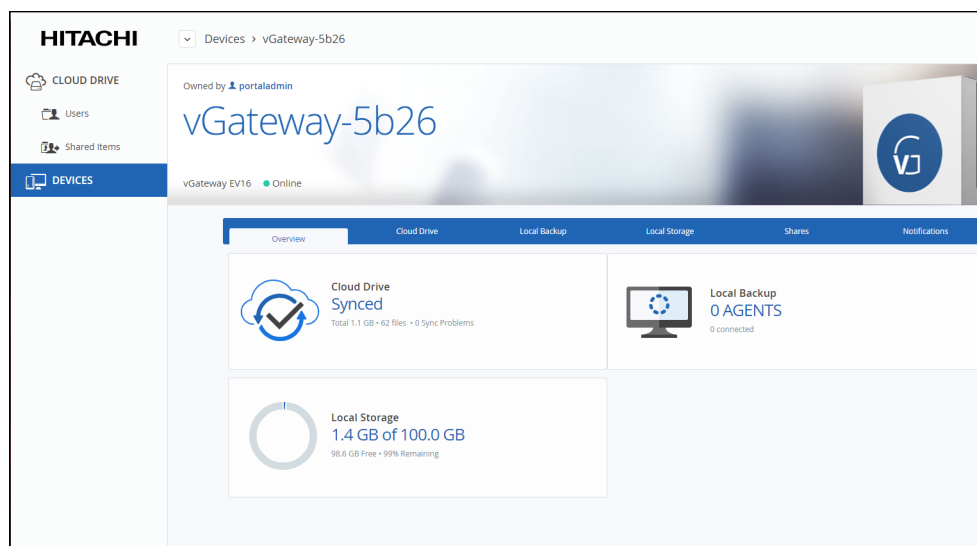 HITACHI
Devices > vGateway-5b26
CLOUD DRIVE
Users
Shared Items
DEVICES
Owned by portaladmin
vGateway-5b26
vGateway EV16 ● Online
Overview
Cloud Drive
Local Backup
Local Storage
Shares
Notifications
Cloud Drive
Synced
Total 1.1 GB • 62 files • 0 Sync Problems
Local Backup
0 AGENTS
0 connected
Local Storage
1.4 GB of 100.0 GB
98.6 GB Free • 99% Remaining